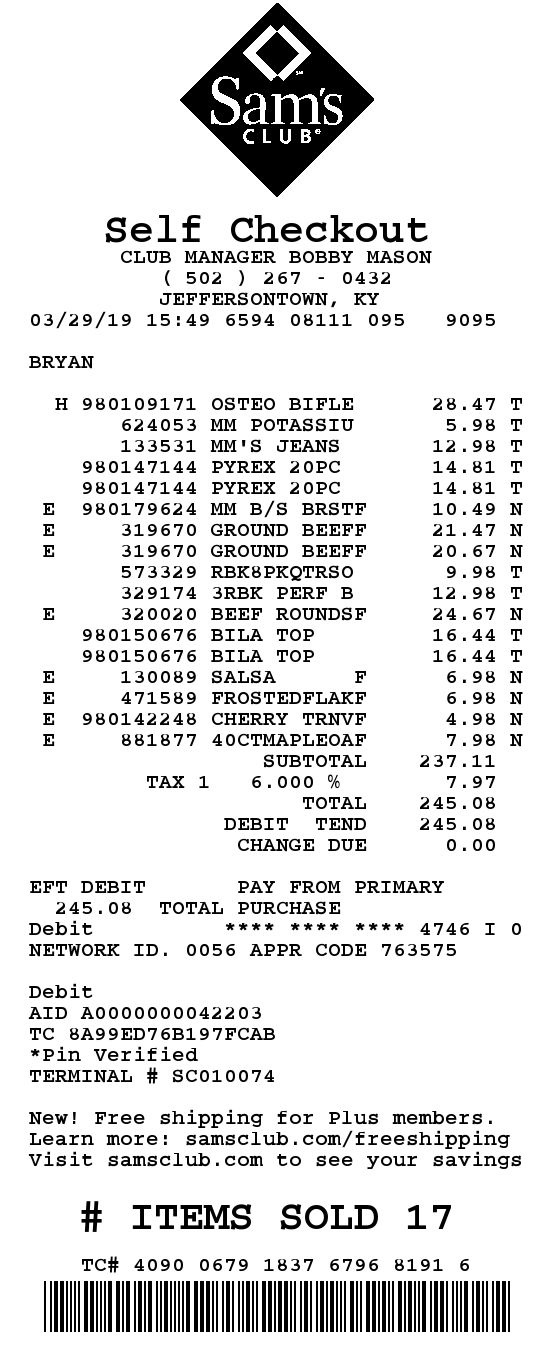 Sam's
CLUB®
Self Checkout
CLUB MANAGER BOBBY MASON
( 502 ) 267 - 0432
JEFFERSONTOWN, KY
03/29/19 15:49 6594 08111 095 9095
BRYAN
H 980109171 OSTEO BIFLE 28.47 T
624053 MM POTASSIU 5.98 T
133531 MM'S JEANS 12.98 T
980147144 PYREX 20PC 14.81 T
980147144 PYREX 20PC 14.81 T
E 980179624 MM B/S BRSTF 10.49 N
E 319670 GROUND BEEFF 21.47 N
E 319670 GROUND BEEFF 20.67 N
573329 RBK8PKQTRSO 9.98 T
329174 3RBK PERF B 12.98 T
E 320020 BEEF ROUNDSF 24.67 N
980150676 BILA TOP 16.44 T
980150676 BILA TOP 16.44 T
E 130089 SALSA F 6.98 N
E 471589 FROSTEDFLAKF 6.98 N
E 980142248 CHERRY TRNVF 4.98 N
E 881877 40CTMAPLEOAF 7.98 N
SUBTOTAL 237.11
TAX 1 6.000 % 7.97
TOTAL 245.08
DEBIT TEND 245.08
CHANGE DUE 0.00
EFT DEBIT PAY FROM PRIMARY
245.08 TOTAL PURCHASE
Debit **** **** **** 4746 I 0
NETWORK ID. 0056 APPR CODE 763575
Debit
AID A0000000042203
TC 8A99ED76B197FCAB
*Pin Verified
TERMINAL # SC010074
New! Free shipping for Plus members.
Learn more: samsclub.com/freeshipping
Visit samsclub.com to see your savings
# ITEMS SOLD 17
TC# 4090 0679 1837 6796 8191 6